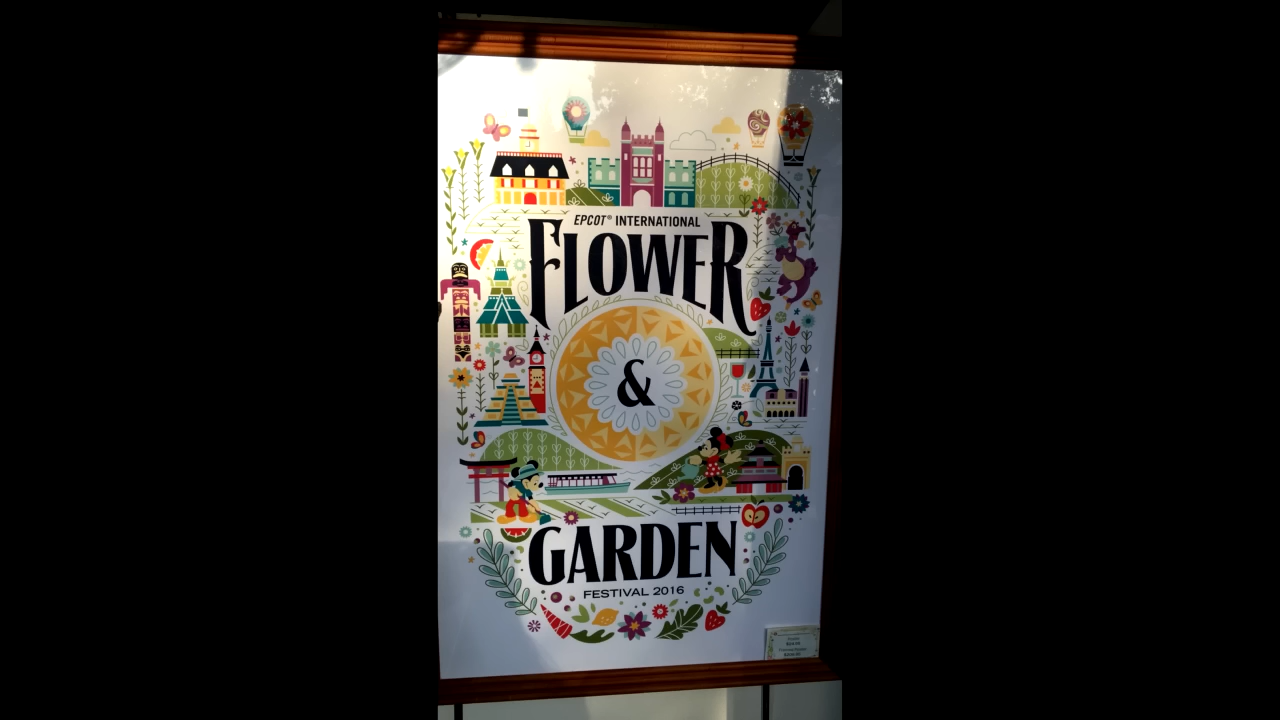 EPCOT® INTERNATIONAL
FLOWER
&
GARDEN
FESTIVAL 2016